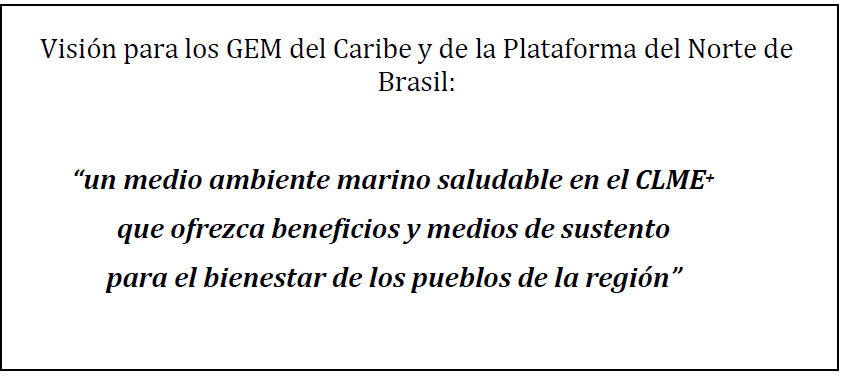 Visión para los GEM del Caribe y de la Plataforma del Norte de
Brasil:
“un medio ambiente marino saludable en el CLME+
que ofrezca beneficios y medios de sustento
para el bienestar de los pueblos de la región”